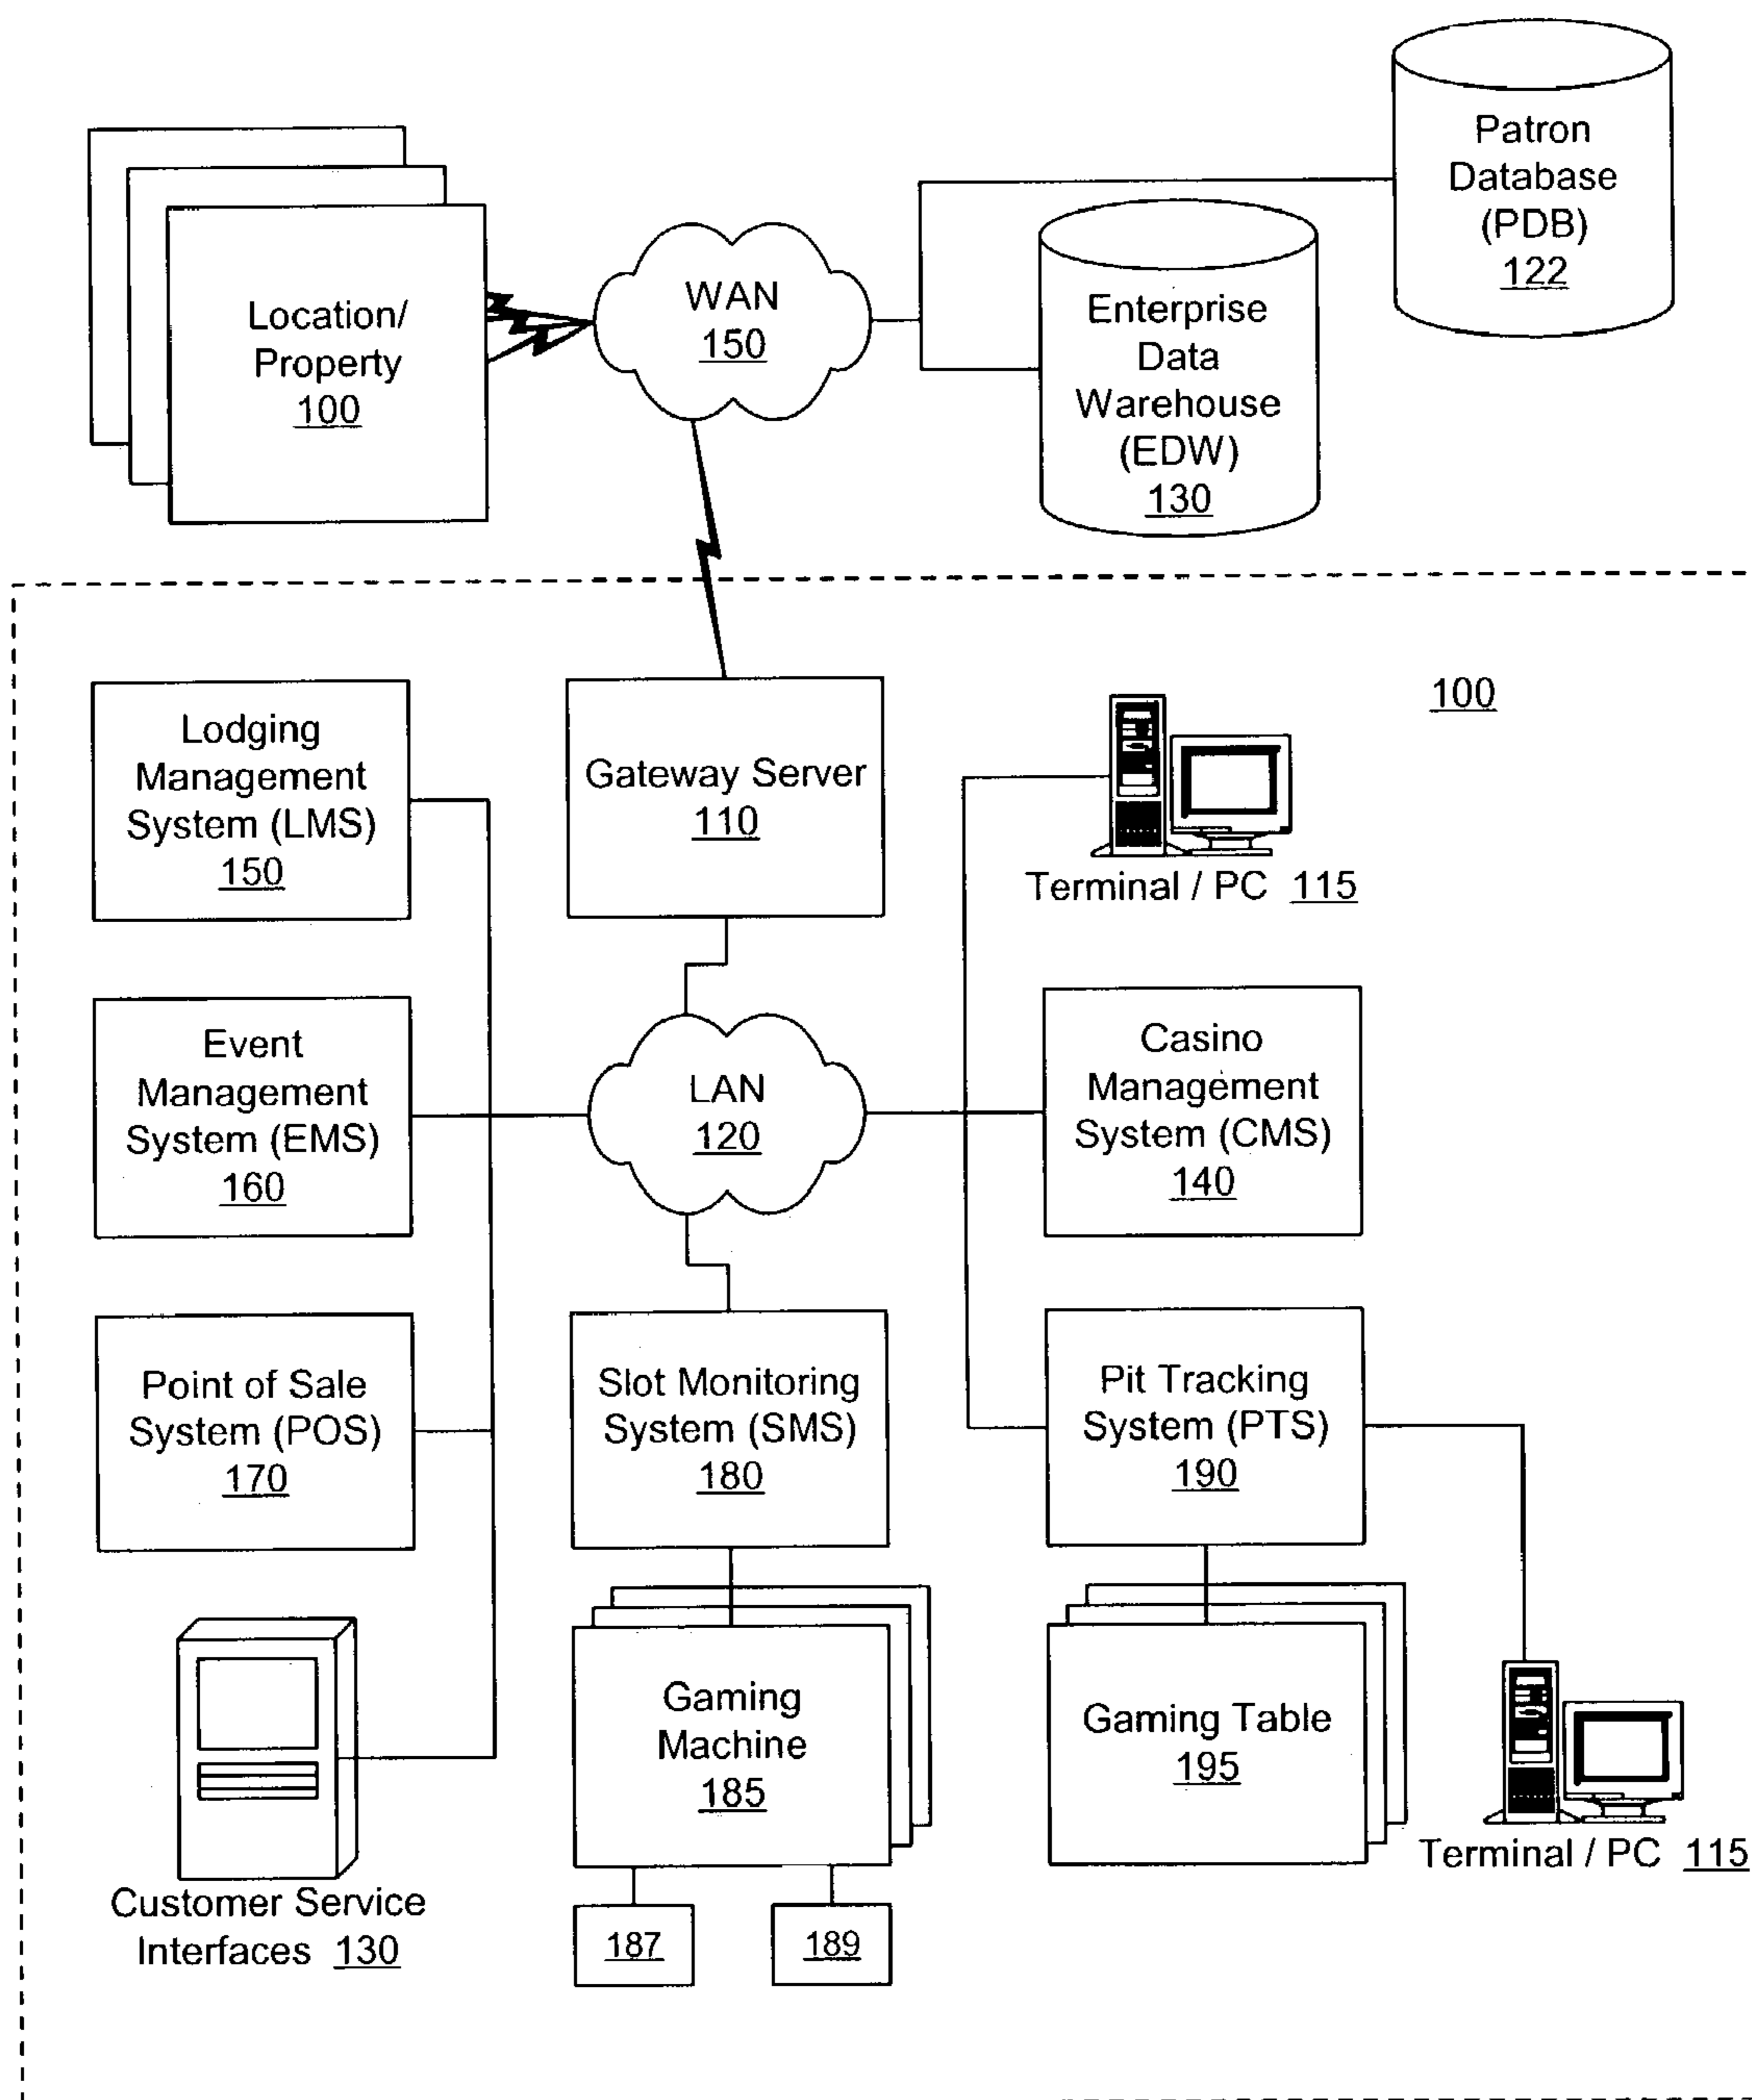 Patron
Database
(PDB)
122
Location/
Property
100
WAN
150
Enterprise
Data
Warehouse
(EDW)
130
100
Lodging
Management
System (LMS)
150
Gateway Server
110
Terminal / PC 115
Event
Management
System (EMS)
160
LAN
120
Casino
Management
System (CMS)
140
Point of Sale
System (POS)
170
Slot Monitoring
System (SMS)
180
Pit Tracking
System (PTS)
190
Customer Service
Interfaces 130
Gaming
Machine
185
187
189
Gaming Table
195
Terminal / PC 115